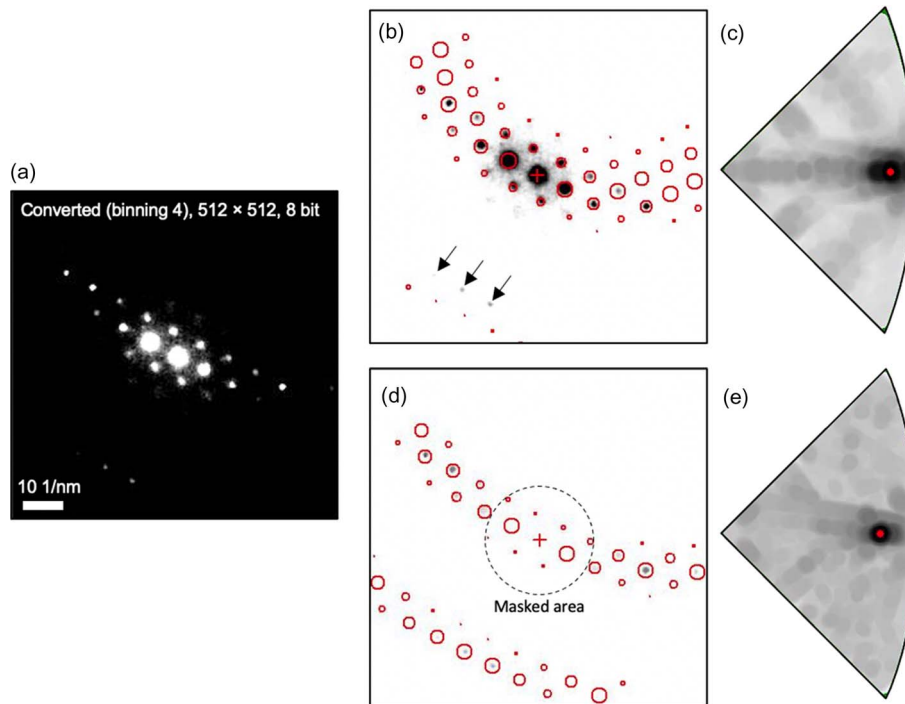 (a)
Converted (binning 4), 512 × 512, 8 bit
10 1/nm
(b)
(c)
(d)
Masked area
(e)